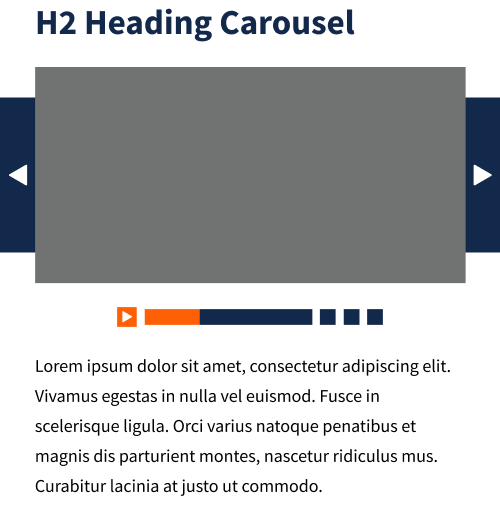 H2 Heading Carousel
Lorem ipsum dolor sit amet, consectetur adipiscing elit.
Vivamus egestas in nulla vel euismod. Fusce in
scelerisque ligula. Orci varius natoque penatibus et
magnis dis parturient montes, nascetur ridiculus mus.
Curabitur lacinia at justo ut commodo.